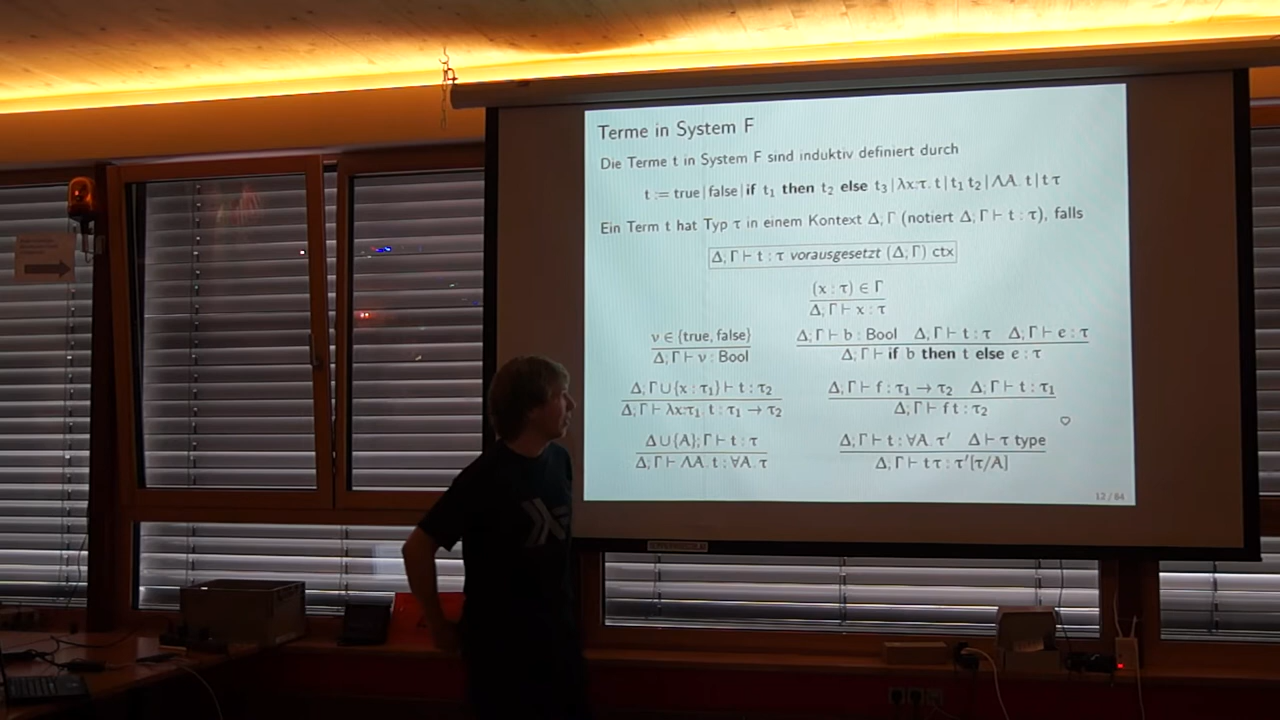 Terme in System F
Die Terme t in System F sind induktiv definiert durch
t := true | false | if t₁ then t₂ else t₃ | λx:τ. t | t₁ t₂ | ΛA. t | t τ
Ein Term t hat Typ τ in einem Kontext Δ; Γ (notiert Δ; Γ ⊢ t : τ), falls
Δ; Γ ⊢ t : τ vorausgesetzt (Δ; Γ) ctx
(x : τ) ∈ Γ
Δ; Γ ⊢ x : τ
v ∈ {true, false}
Δ; Γ ⊢ v : Bool
Δ; Γ ⊢ b : Bool Δ; Γ ⊢ t : τ Δ; Γ ⊢ e : τ
Δ; Γ ⊢ if b then t else e : τ
Δ; Γ ∪ {x : τ₁} ⊢ t : τ₂
Δ; Γ ⊢ λx:τ₁. t : τ₁ → τ₂
Δ; Γ ⊢ f : τ₁ → τ₂ Δ; Γ ⊢ t : τ₁
Δ; Γ ⊢ f t : τ₂
Δ ∪ {A}; Γ ⊢ t : τ
Δ; Γ ⊢ ΛA. t : ∀A. τ
Δ; Γ ⊢ t : ∀A. τ′ Δ ⊢ τ type
Δ; Γ ⊢ t τ : τ′[τ/A]
12 / 84